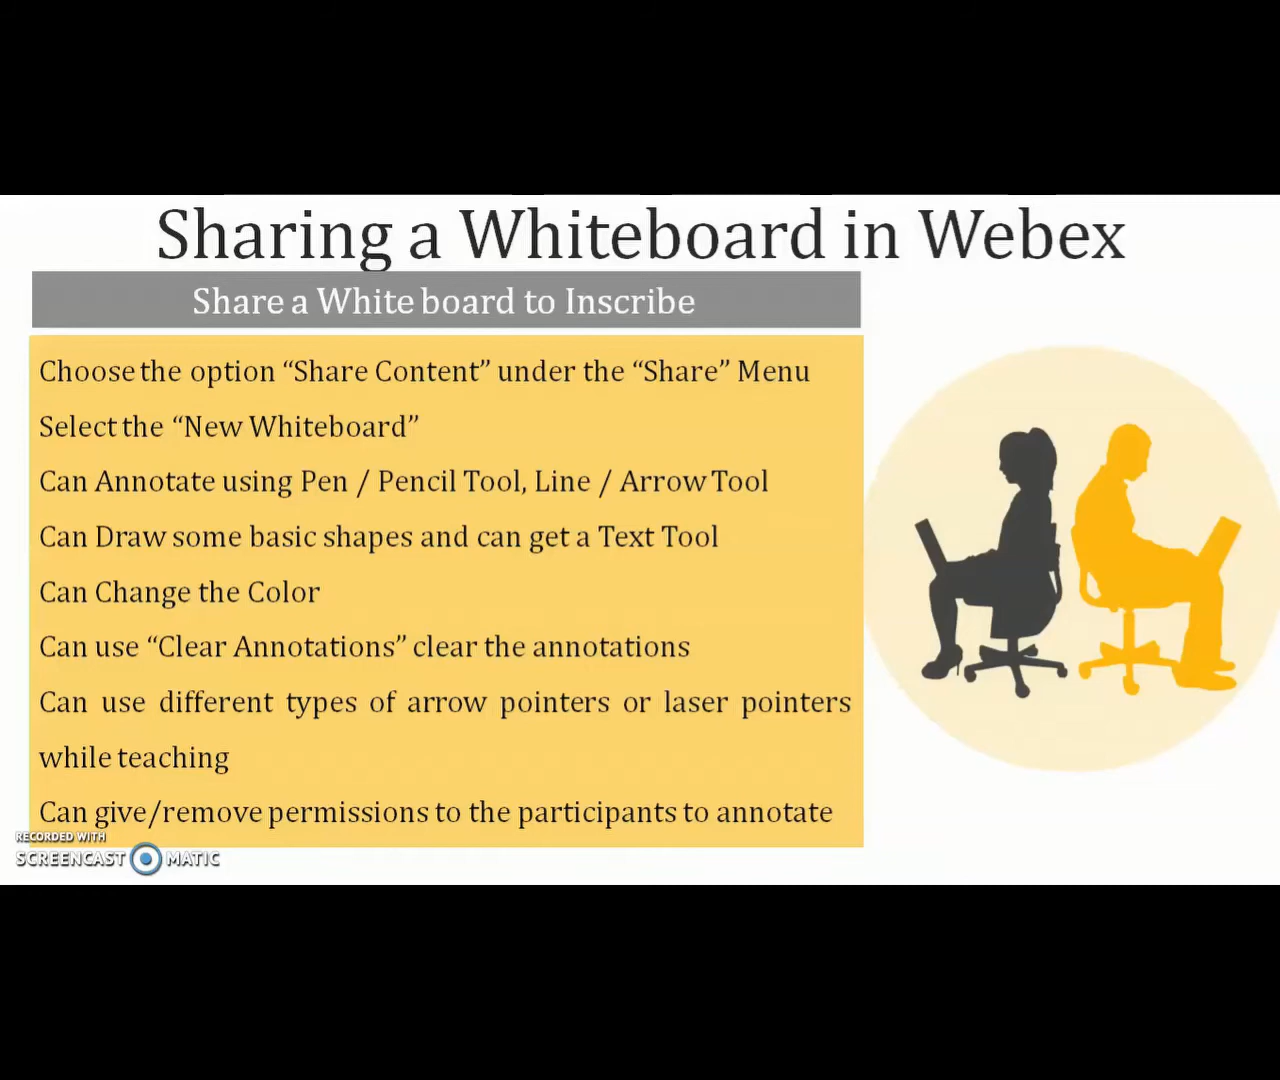 Sharing a Whiteboard in Webex
Share a White board to Inscribe
Choose the option “Share Content” under the “Share” Menu
Select the “New Whiteboard”
Can Annotate using Pen / Pencil Tool, Line / Arrow Tool
Can Draw some basic shapes and can get a Text Tool
Can Change the Color
Can use “Clear Annotations” clear the annotations
Can use different types of arrow pointers or laser pointers
while teaching
Can give/remove permissions to the participants to annotate
RECORDED WITH
SCREENCAST MATIC